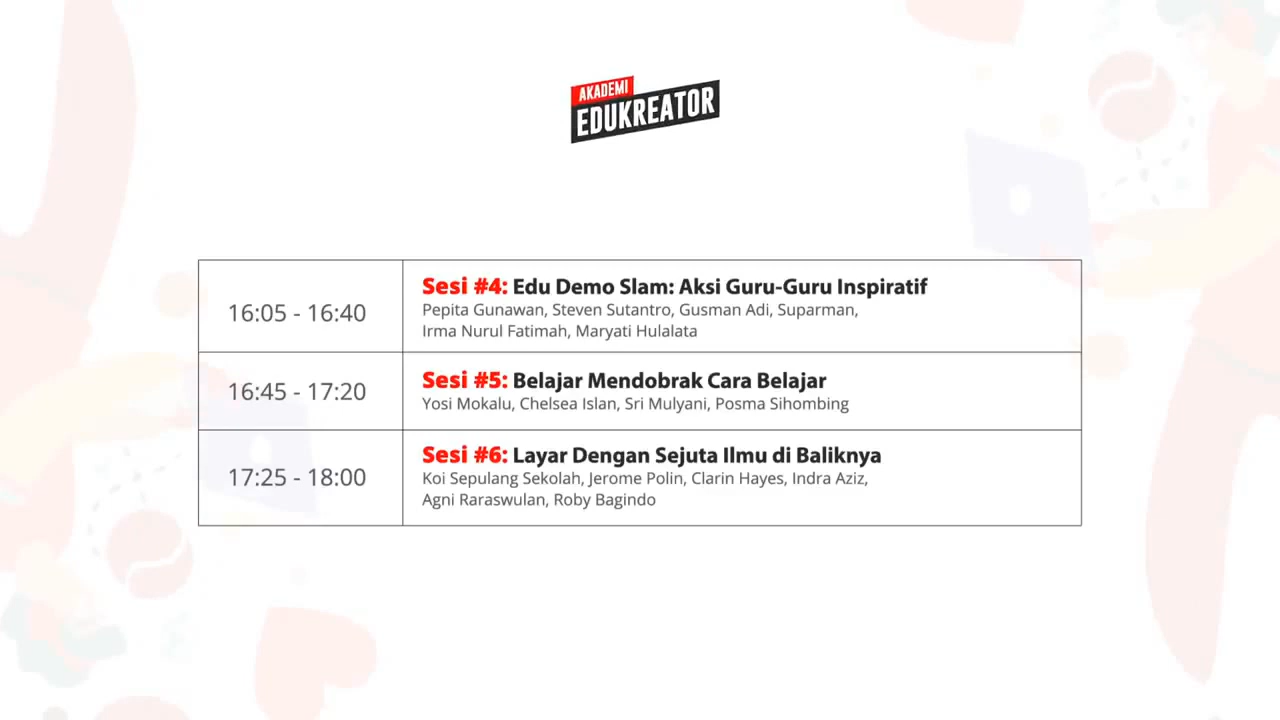 AKADEMI
EDUKREATOR
16:05 - 16:40
Sesi #4: Edu Demo Slam: Aksi Guru-Guru Inspiratif
Pepita Gunawan, Steven Sutantro, Gusman Adi, Suparman,
Irma Nurul Fatimah, Maryati Hulalata
16:45 - 17:20
Sesi #5: Belajar Mendobrak Cara Belajar
Yosi Mokalu, Chelsea Islan, Sri Mulyani, Posma Sihombing
17:25 - 18:00
Sesi #6: Layar Dengan Sejuta Ilmu di Baliknya
Koi Sepulang Sekolah, Jerome Polin, Clarin Hayes, Indra Aziz,
Agni Raraswulan, Roby Bagindo